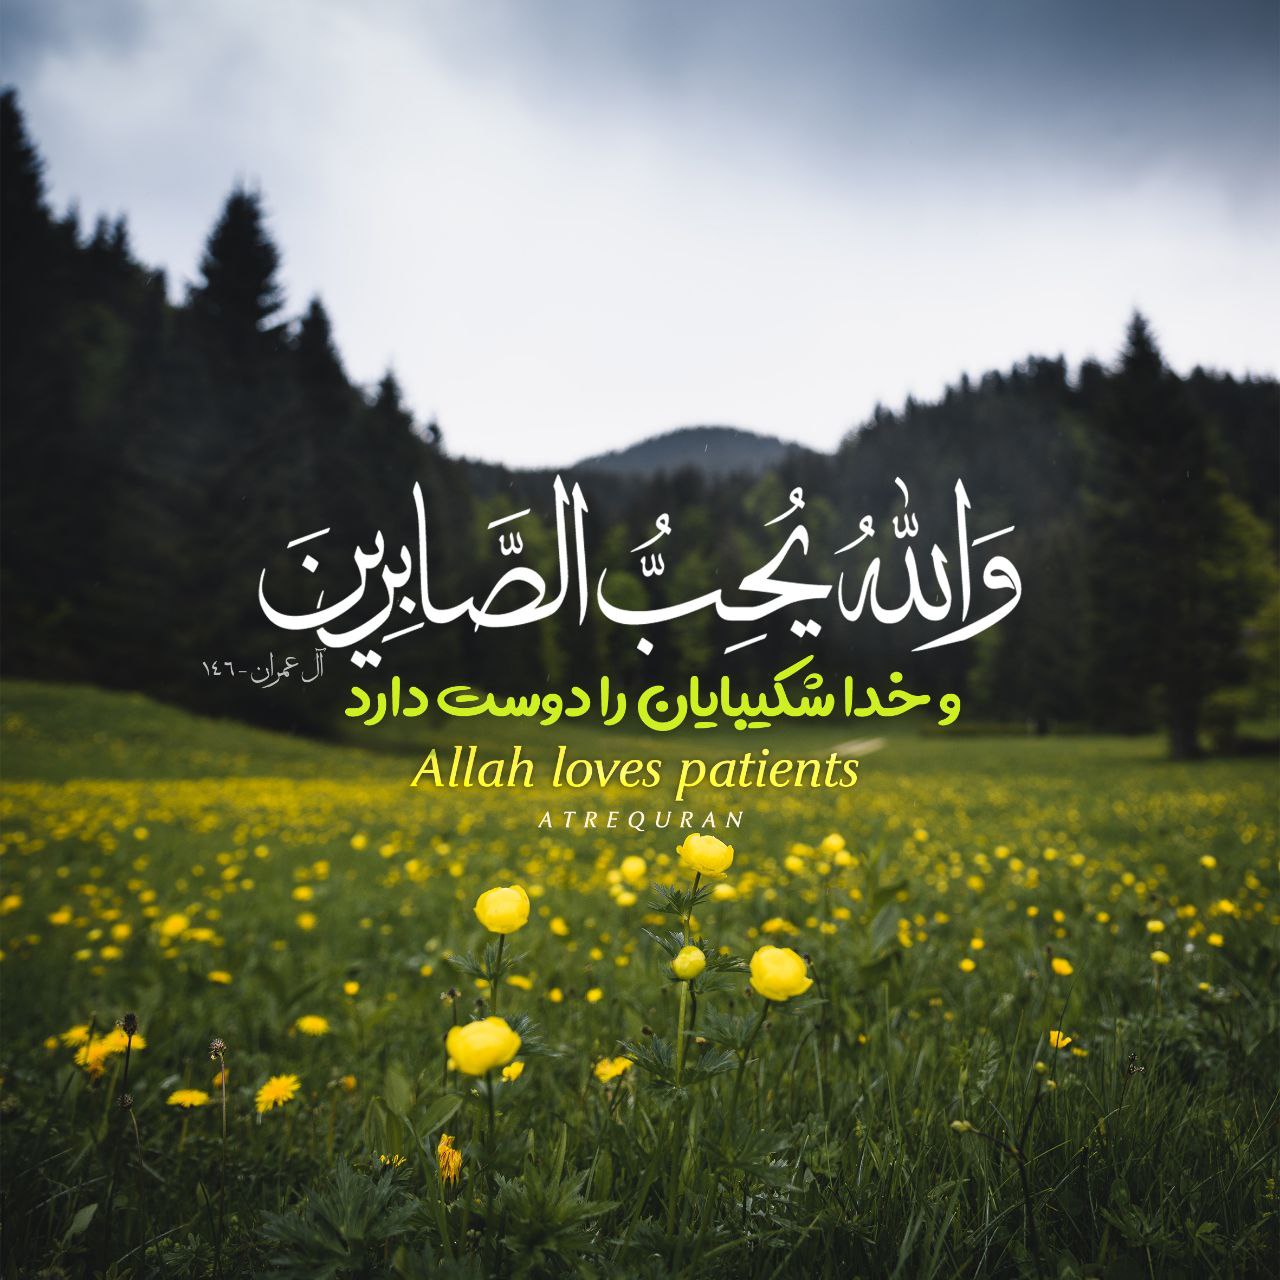 وَاللَّهُ يُحِبُّ الصَّابِرِينَ
آل عمران - ١٤٦
و خدا شکیبایان را دوست دارد
Allah loves patients
ATREQURAN